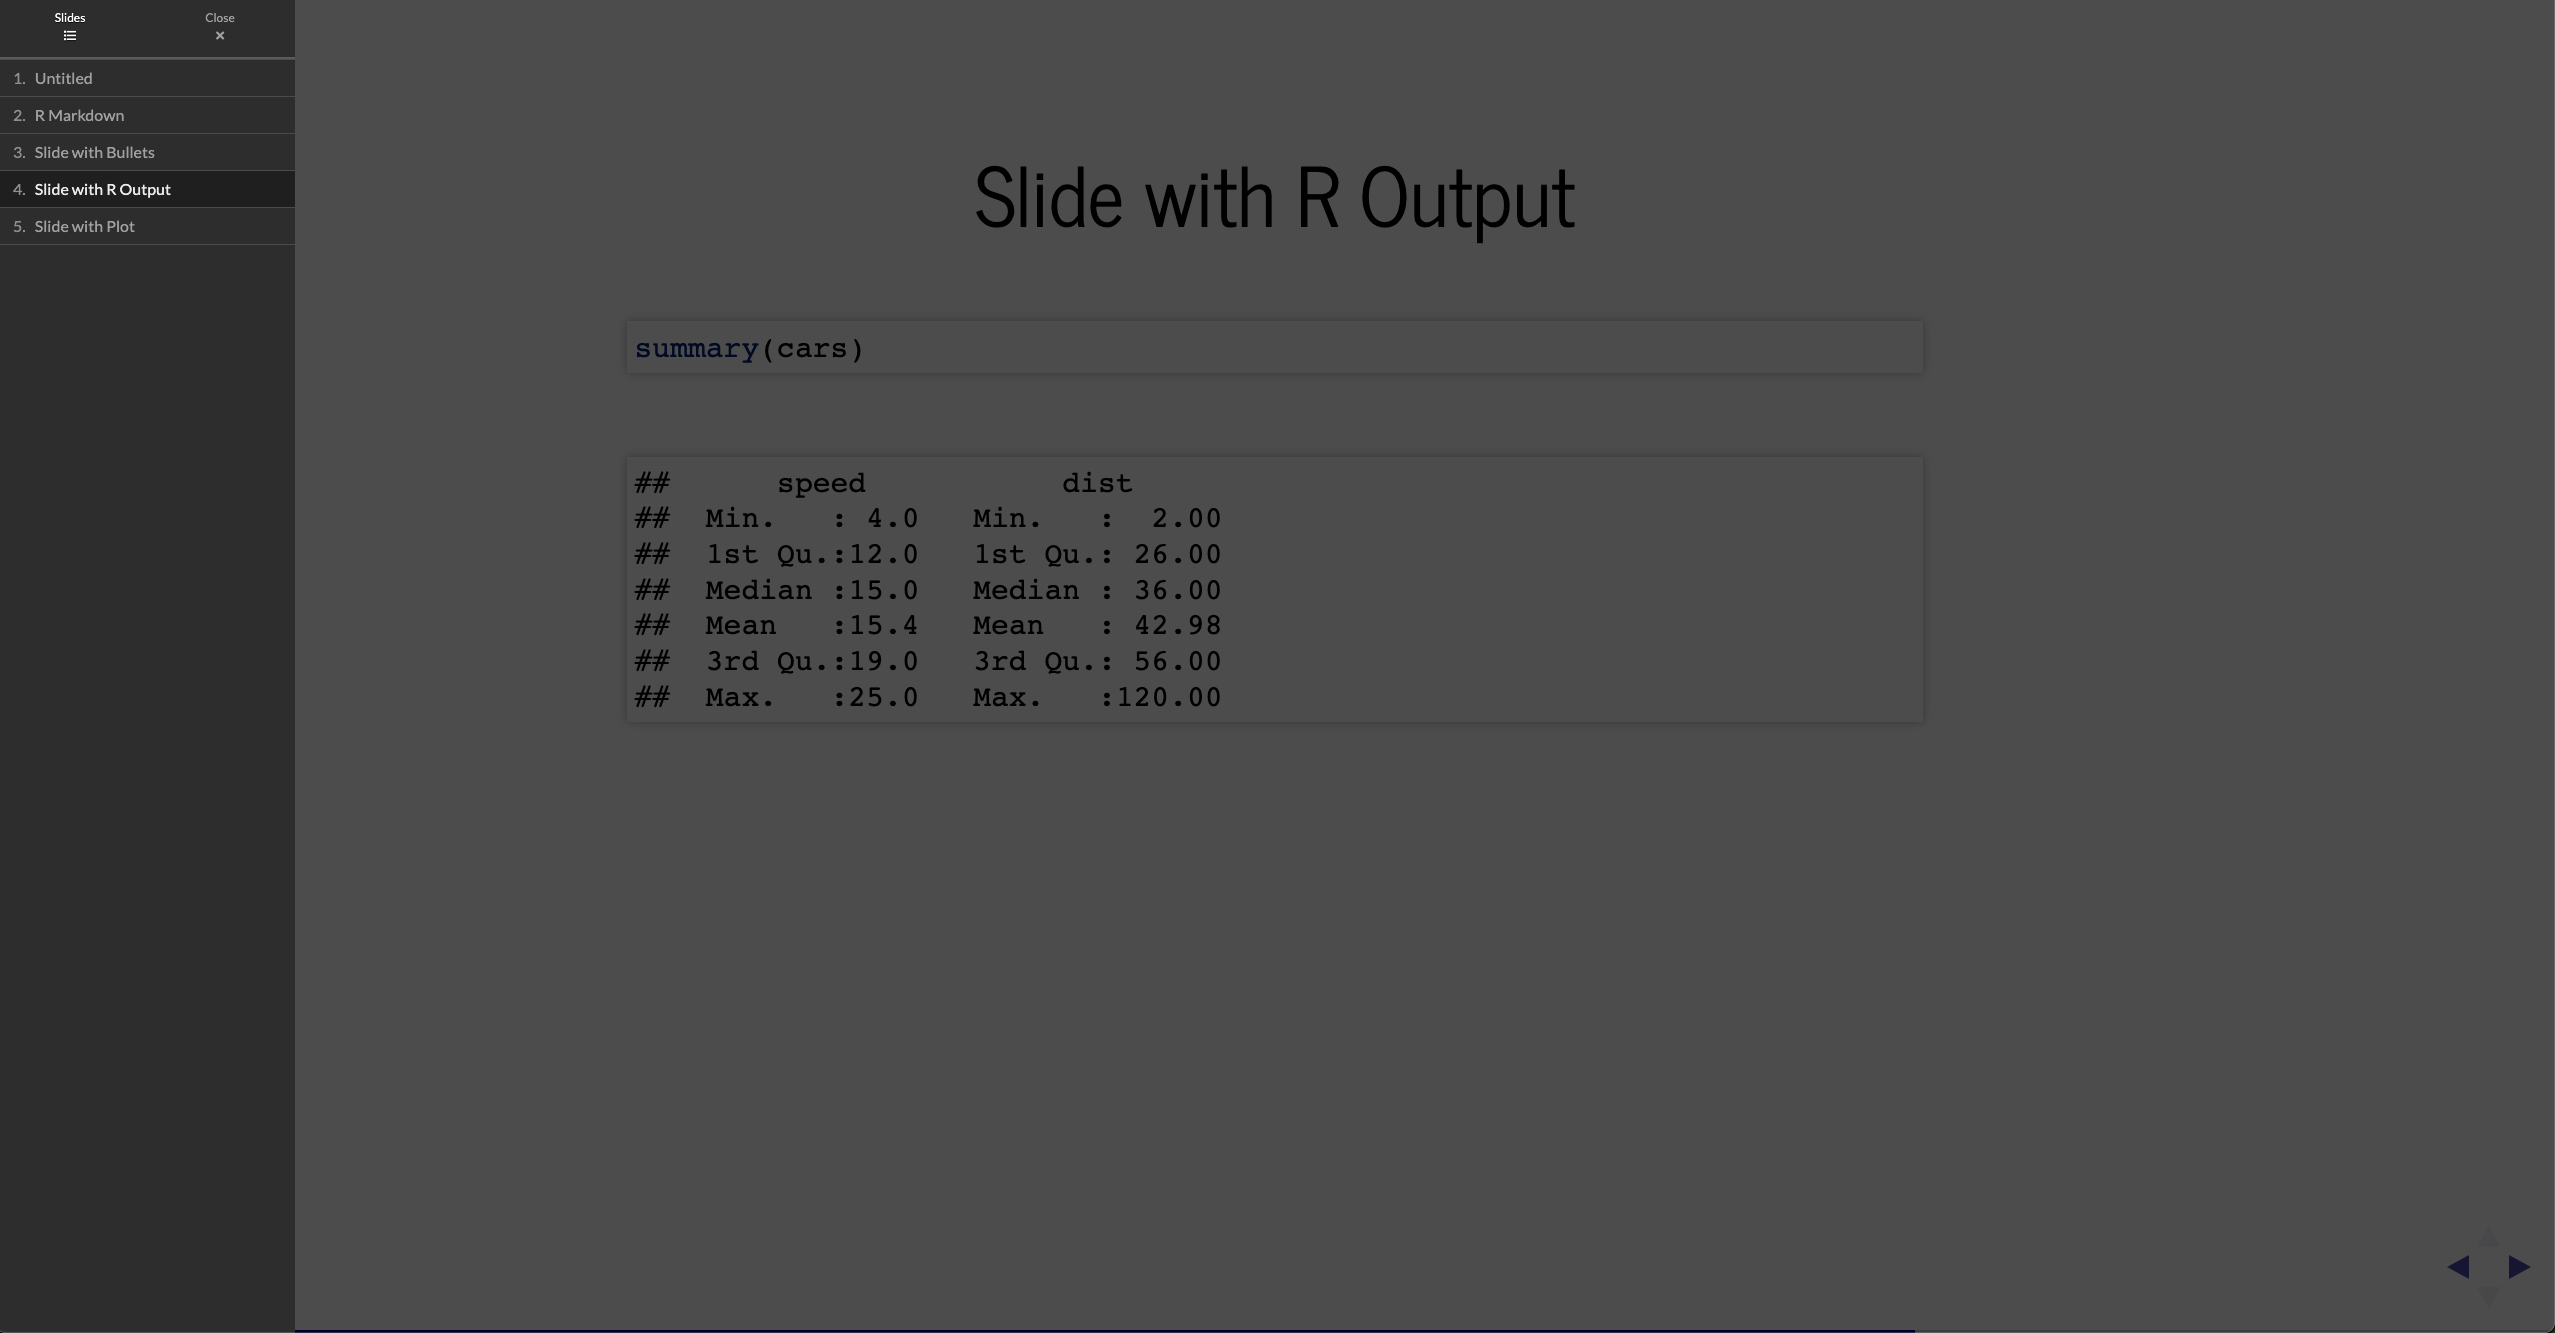 Slides
Close
1. Untitled
2. R Markdown
3. Slide with Bullets
4. Slide with R Output
5. Slide with Plot
Slide with R Output
summary(cars)
##      speed           dist
##  Min.   : 4.0   Min.   :  2.00
##  1st Qu.:12.0   1st Qu.: 26.00
##  Median :15.0   Median : 36.00
##  Mean   :15.4   Mean   : 42.98
##  3rd Qu.:19.0   3rd Qu.: 56.00
##  Max.   :25.0   Max.   :120.00